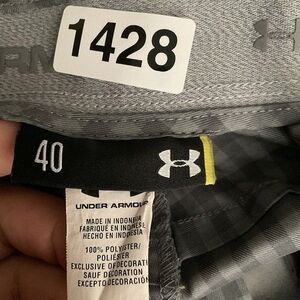 1428
40
UNDER ARMOUR
MADE IN INDONESIA
FABRIQUÉ EN INDONÉSIE
HECHO EN INDONESIA
100% POLYESTER/
POLIESTER
EXCLUSIVE OF DECORATI
SAUF DÉCORATION
EXCEPTO DECORACIÓN